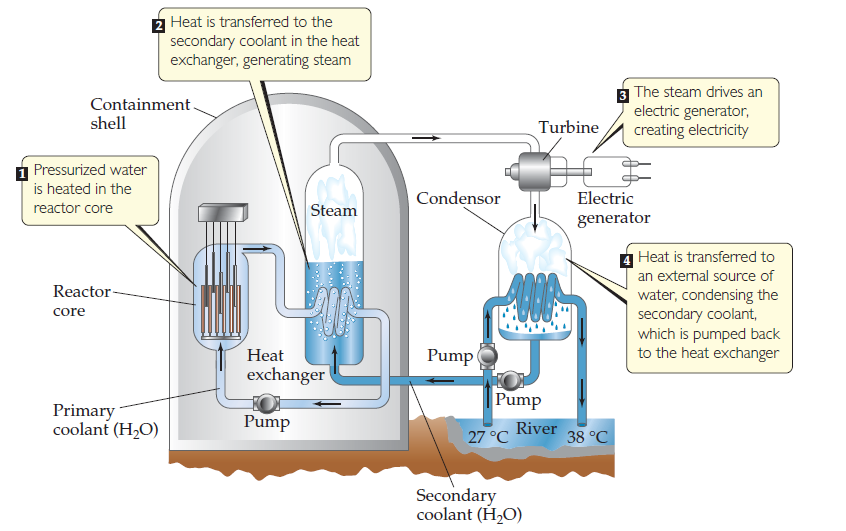 2 Heat is transferred to the
secondary coolant in the heat
exchanger, generating steam
Containment
shell
3 The steam drives an
electric generator,
creating electricity
Turbine
1 Pressurized water
is heated in the
reactor core
Steam
Condensor
Electric
generator
4 Heat is transferred to
an external source of
water, condensing the
secondary coolant,
which is pumped back
to the heat exchanger
Reactor
core
Heat
exchanger
Pump
Pump
Primary
coolant (H₂O)
Pump
27 °C River 38 °C
Secondary
coolant (H₂O)